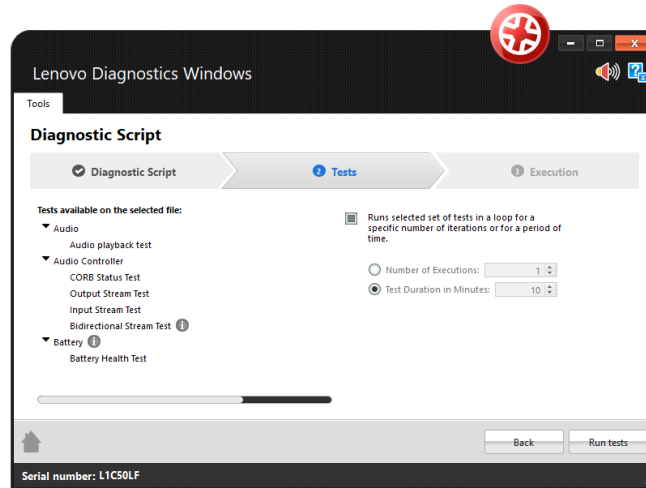 Lenovo Diagnostics Windows
Tools
Diagnostic Script
Diagnostic Script
2 Tests
3 Execution
Tests available on the selected file:
Audio
Audio playback test
Audio Controller
CORB Status Test
Output Stream Test
Input Stream Test
Bidirectional Stream Test
Battery
Battery Health Test
Runs selected set of tests in a loop for a
specific number of iterations or for a period of
time.
Number of Executions: 1
Test Duration in Minutes: 10
Back
Run tests
Serial number: L1C50LF